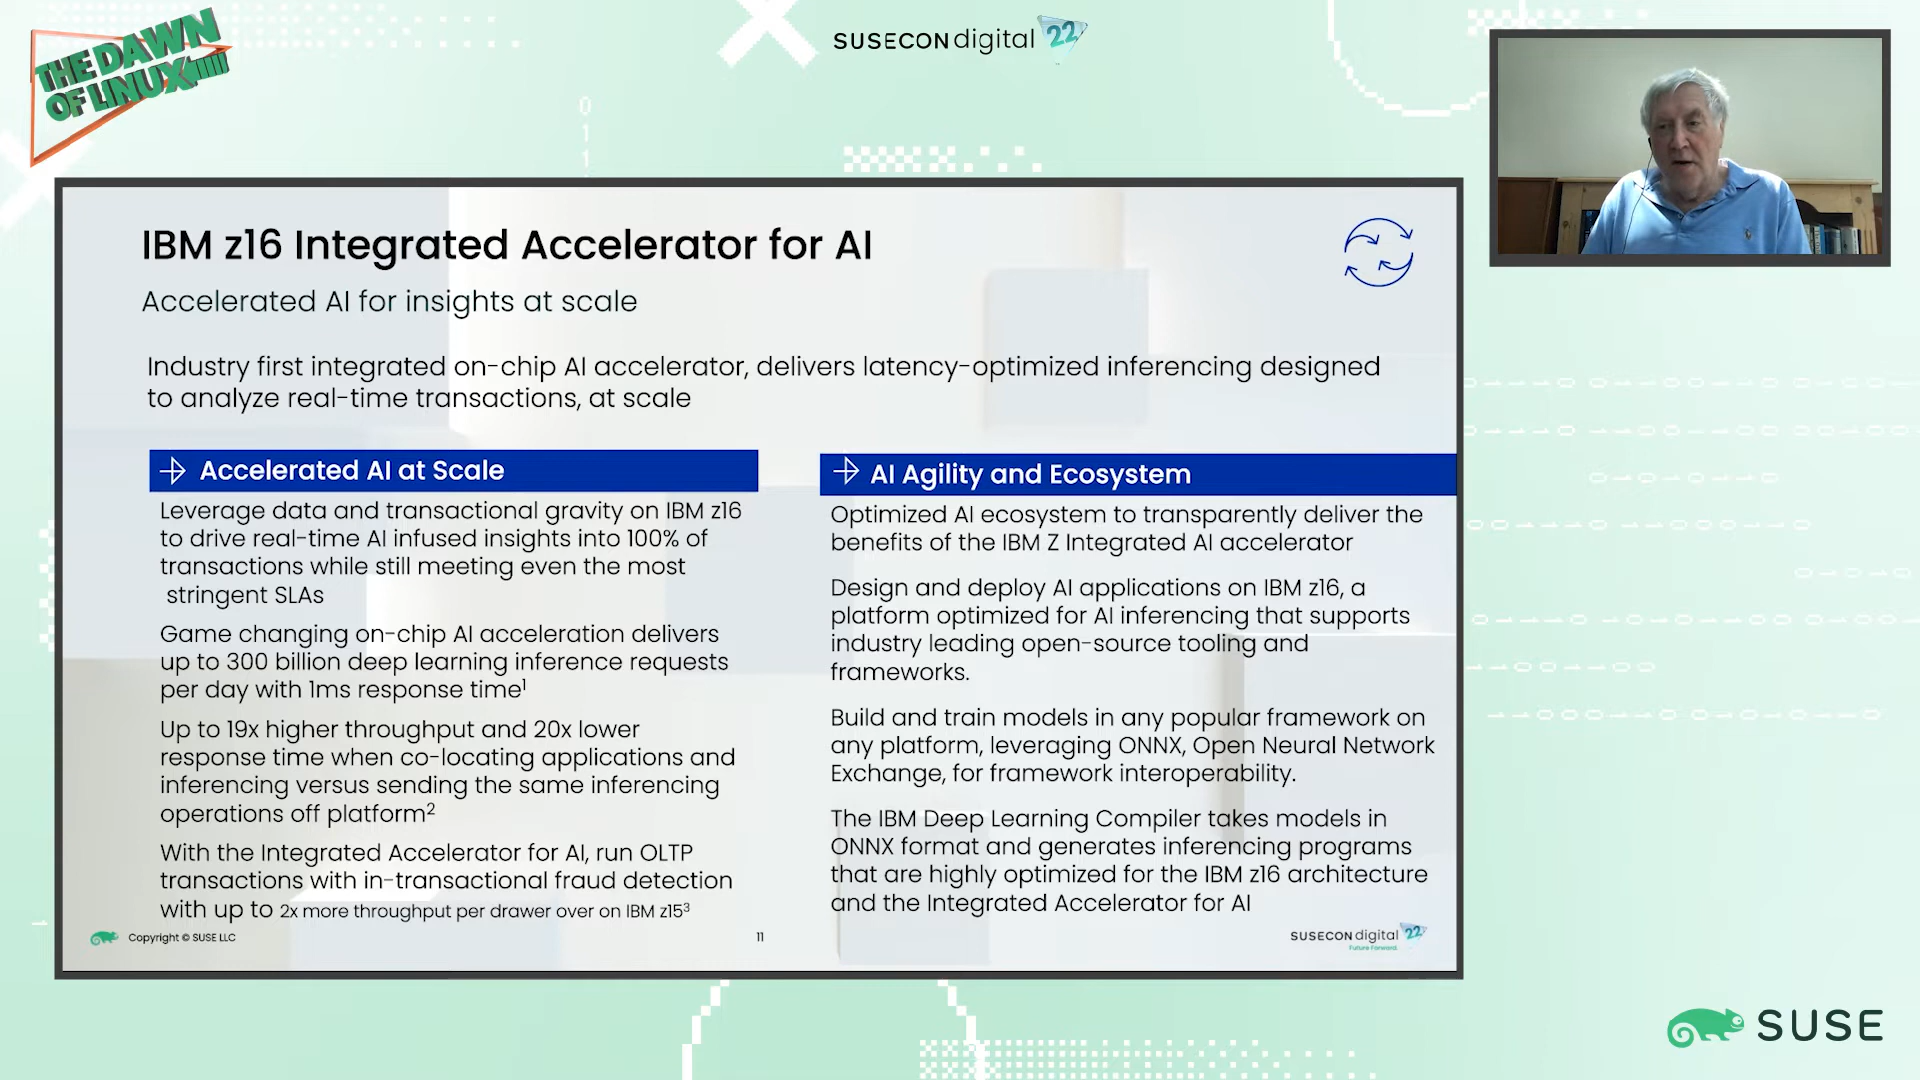 THE DAWN
OF LINUX
SUSECON digital 22
IBM z16 Integrated Accelerator for AI
Accelerated AI for insights at scale
Industry first integrated on-chip AI accelerator, delivers latency-optimized inferencing designed
to analyze real-time transactions, at scale
Accelerated AI at Scale
Leverage data and transactional gravity on IBM z16
to drive real-time AI infused insights into 100% of
transactions while still meeting even the most
stringent SLAs
Game changing on-chip AI acceleration delivers
up to 300 billion deep learning inference requests
per day with 1ms response time¹
Up to 19x higher throughput and 20x lower
response time when co-locating applications and
inferencing versus sending the same inferencing
operations off platform²
With the Integrated Accelerator for AI, run OLTP
transactions with in-transactional fraud detection
with up to 2x more throughput per drawer over on IBM z15³
AI Agility and Ecosystem
Optimized AI ecosystem to transparently deliver the
benefits of the IBM Z Integrated AI accelerator
Design and deploy AI applications on IBM z16, a
platform optimized for AI inferencing that supports
industry leading open-source tooling and
frameworks.
Build and train models in any popular framework on
any platform, leveraging ONNX, Open Neural Network
Exchange, for framework interoperability.
The IBM Deep Learning Compiler takes models in
ONNX format and generates inferencing programs
that are highly optimized for the IBM z16 architecture
and the Integrated Accelerator for AI
Copyright © SUSE LLC
11
SUSECON digital 22
Future Forward.
SUSE